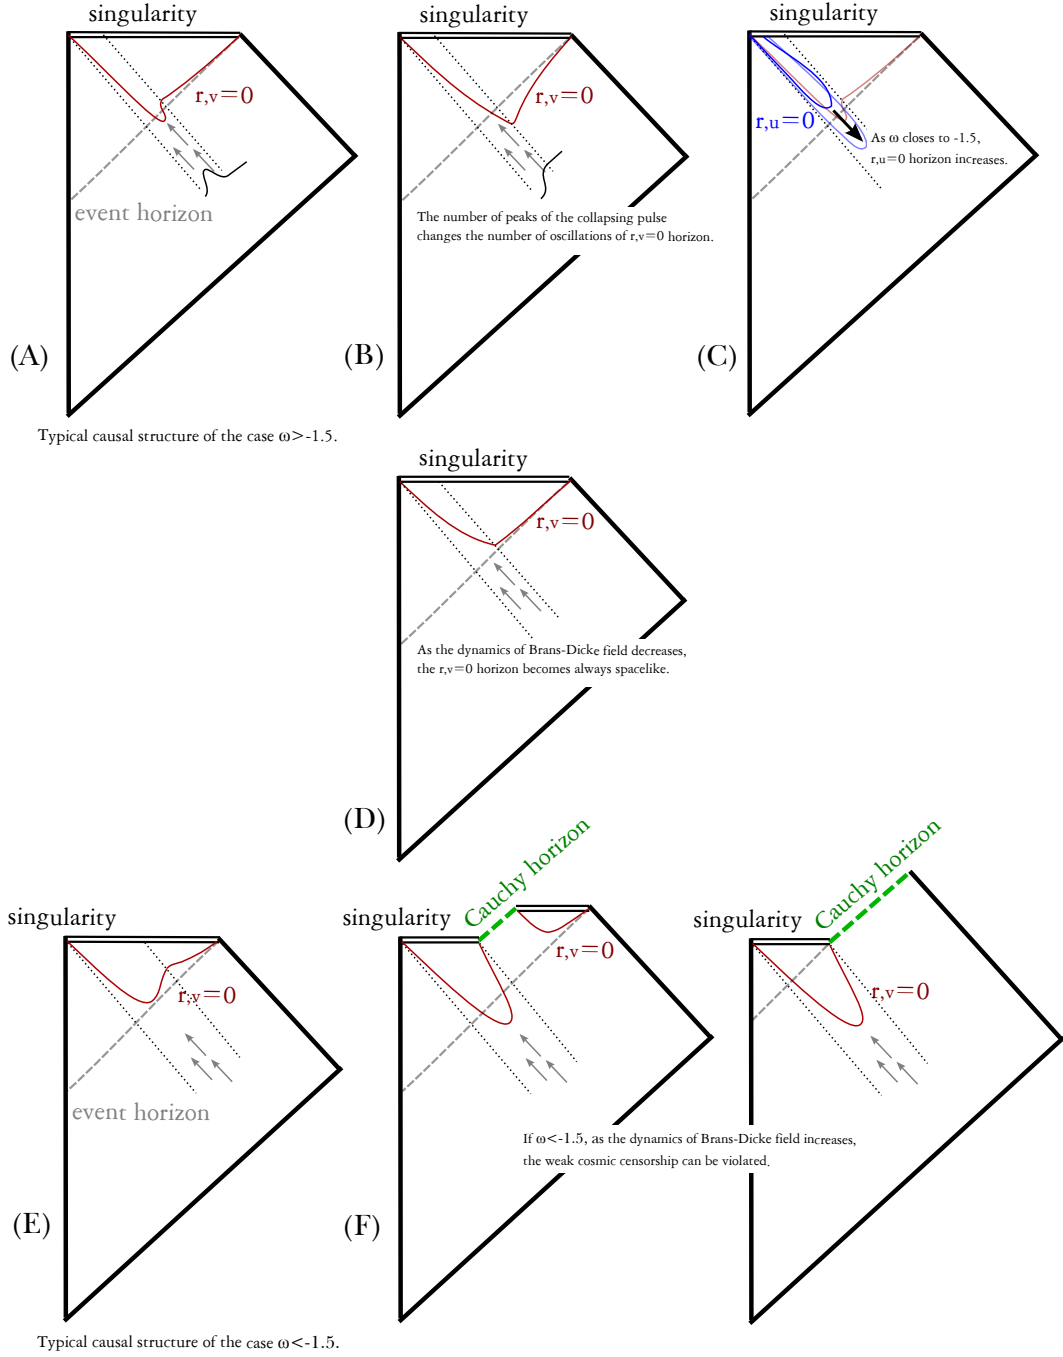 singularity
r,v=0
event horizon
(A)
Typical causal structure of the case ω>-1.5.
singularity
r,v=0
The number of peaks of the collapsing pulse
changes the number of oscillations of r,v=0 horizon.
(B)
singularity
r,u=0
As ω closes to -1.5,
r,u=0 horizon increases.
(C)
singularity
r,v=0
As the dynamics of Brans-Dicke field decreases,
the r,v=0 horizon becomes always spacelike.
(D)
singularity
r,v=0
event horizon
(E)
Typical causal structure of the case ω<-1.5.
singularity
Cauchy horizon
r,v=0
(F)
singularity
Cauchy horizon
r,v=0
If ω<-1.5, as the dynamics of Brans-Dicke field increases,
the weak cosmic censorship can be violated.